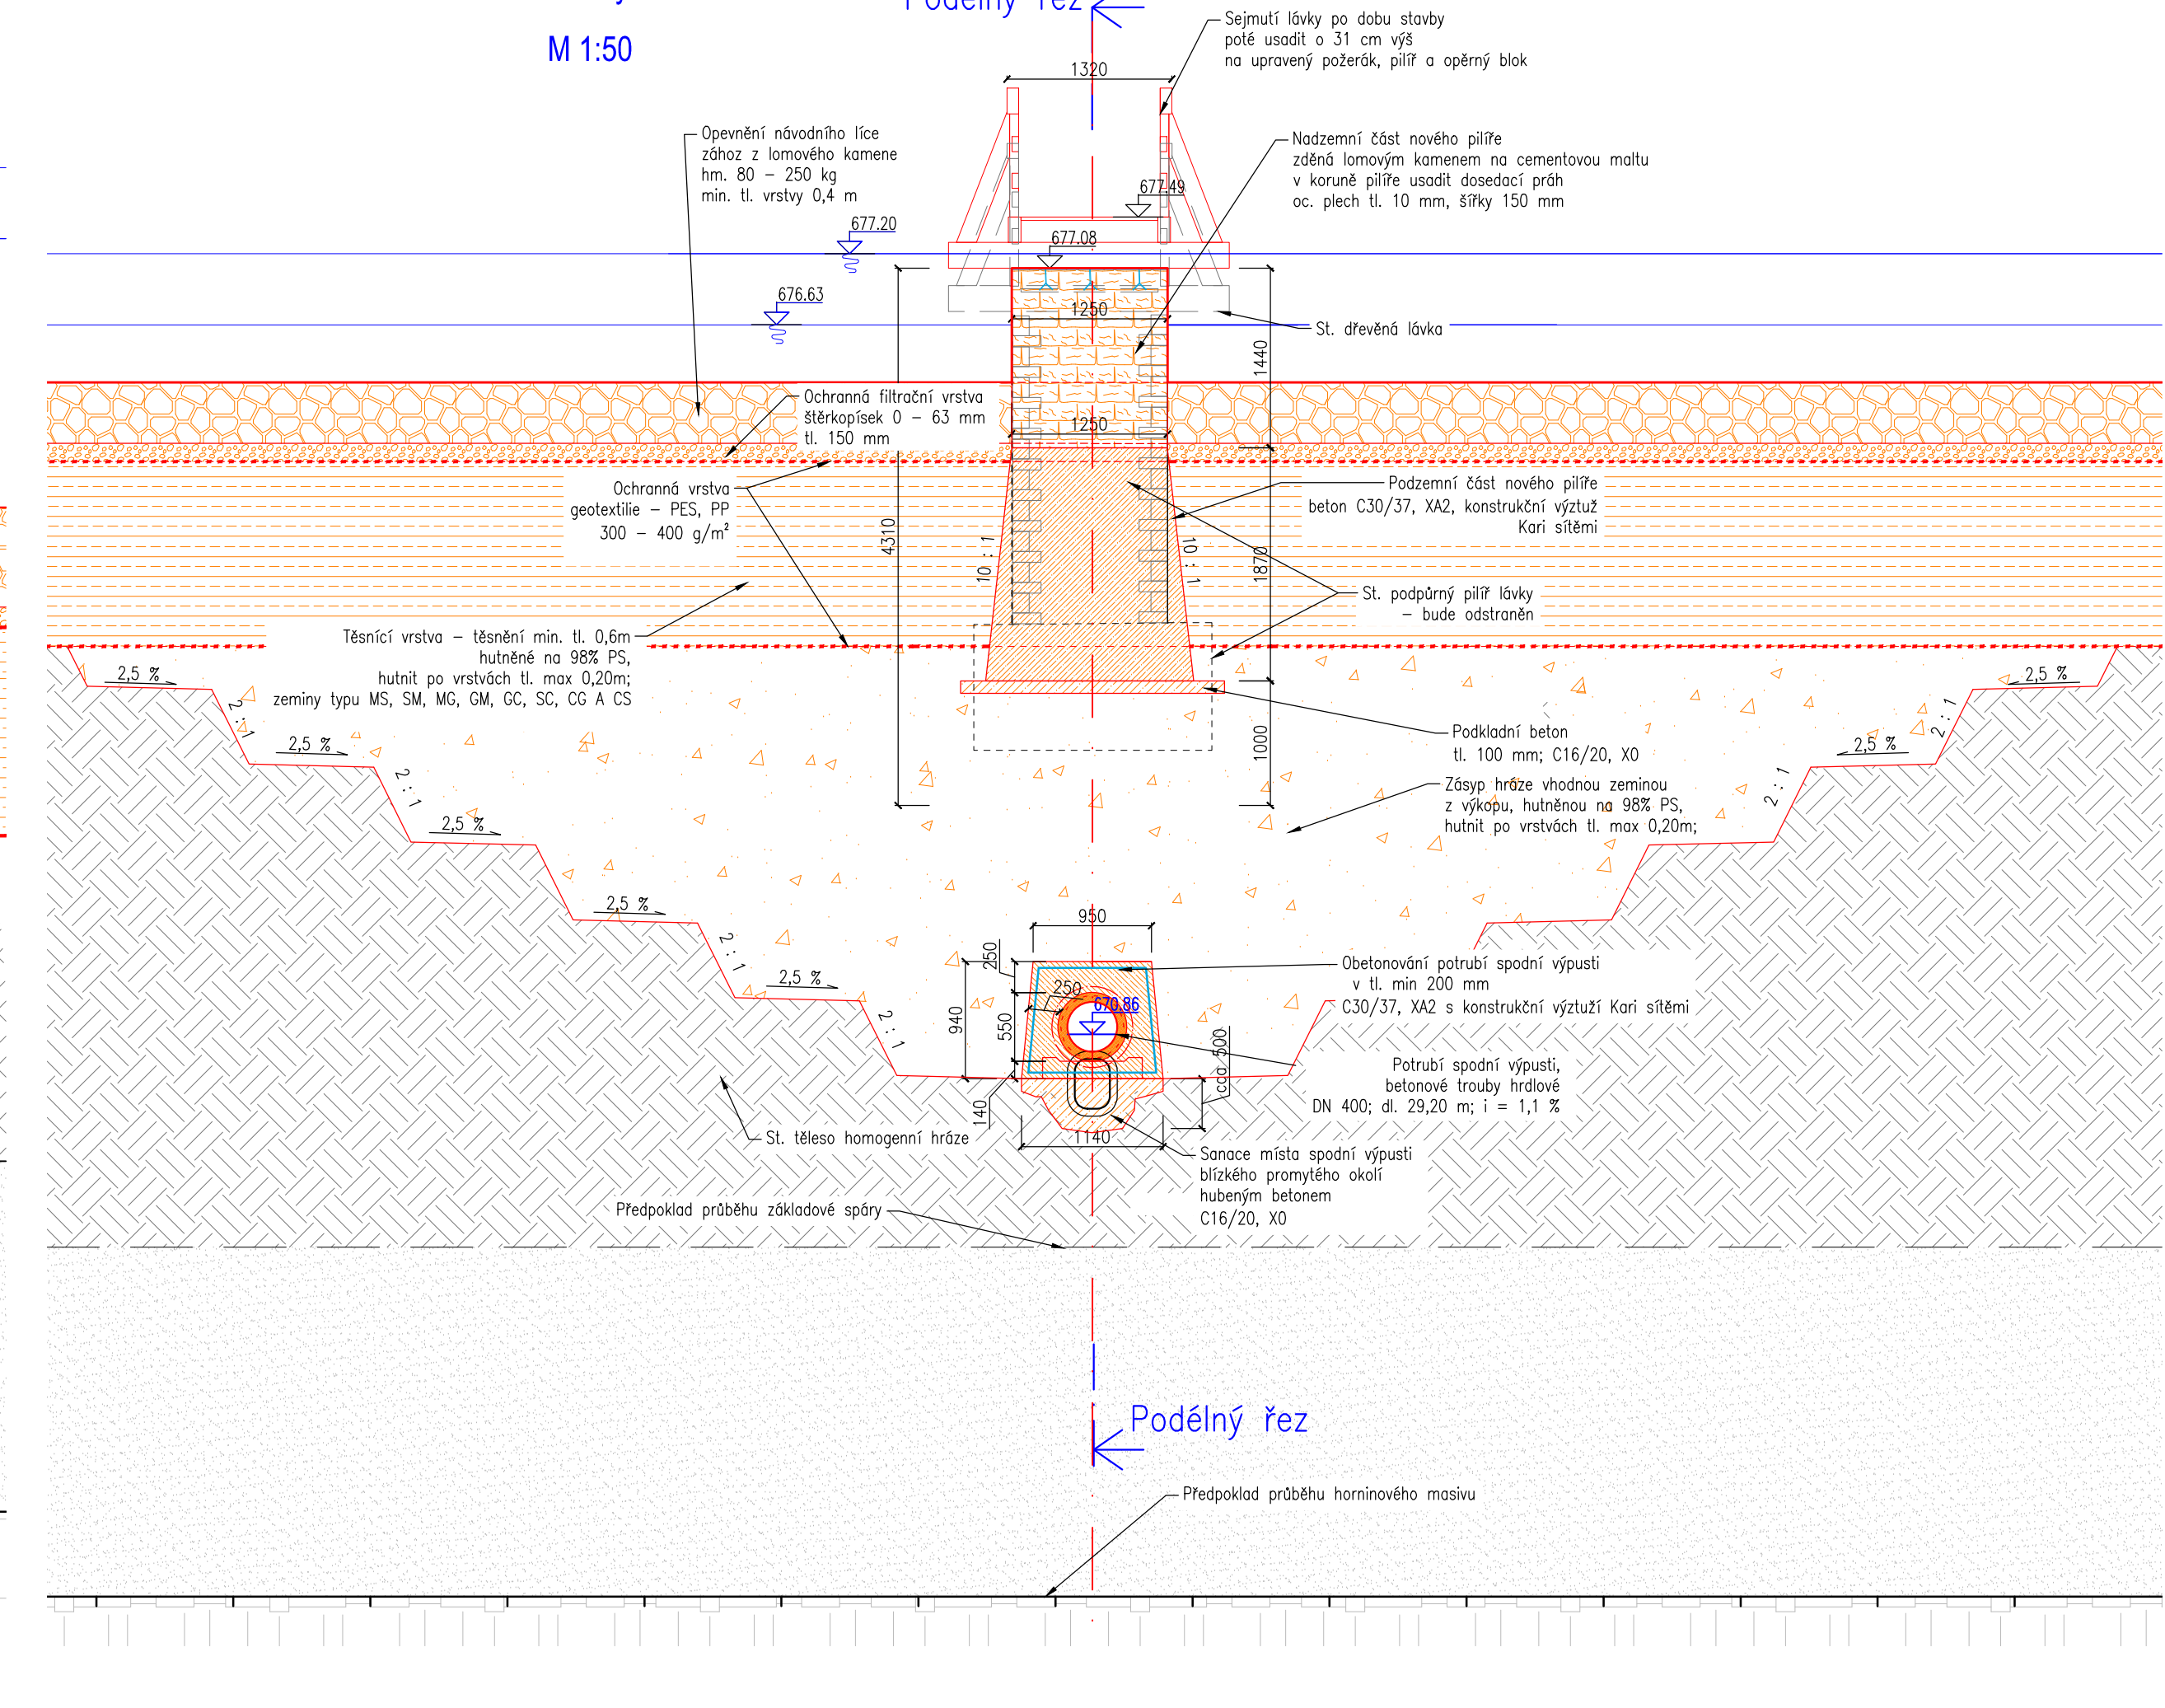 Podélný řez
M 1:50
Sejmutí lávky po dobu stavby
poté usadit o 31 cm výš
na upravený požerák, pilíř a opěrný blok
1320
Opevnění návodního líce
zához z lomového kamene
hm. 80 – 250 kg
min. tl. vrstvy 0,4 m
Nadzemní část nového pilíře
zděná lomovým kamenem na cementovou maltu
v koruně pilíře usadit dosedací práh
oc. plech tl. 10 mm, šířky 150 mm
677.49
677.20
677.08
676.63
1250
St. dřevěná lávka
1440
Ochranná filtrační vrstva
štěrkopísek 0 – 63 mm
tl. 150 mm
1250
Ochranná vrstva
geotextilie – PES, PP
300 – 400 g/m²
Podzemní část nového pilíře
beton C30/37, XA2, konstrukční výztuž
Kari sítěmi
4310
10 : 1
10 : 1
1870
St. podpůrný pilíř lávky
– bude odstraněn
Těsnící vrstva – těsnění min. tl. 0,6m
hutněné na 98% PS,
hutnit po vrstvách tl. max 0,20m;
zeminy typu MS, SM, MG, GM, GC, SC, CG A CS
2,5 %
2,5 %
2 : 1
2 : 1
Podkladní beton
tl. 100 mm; C16/20, X0
1000
2,5 %
2,5 %
2 : 1
2 : 1
Zásyp hráze vhodnou zeminou
z výkopu, hutněnou na 98% PS,
hutnit po vrstvách tl. max 0,20m;
2,5 %
2,5 %
2 : 1
950
250
2,5 %
2 : 1
Obetonování potrubí spodní výpusti
v tl. min 200 mm
C30/37, XA2 s konstrukční výztuží Kari sítěmi
250
670.86
940
550
cca 500
140
Potrubí spodní výpusti,
betonové trouby hrdlové
DN 400; dl. 29,20 m; i = 1,1 %
St. těleso homogenní hráze
1140
Sanace místa spodní výpusti
blízkého promytého okolí
hubeným betonem
C16/20, X0
Předpoklad průběhu základové spáry
Podélný řez
Předpoklad průběhu horninového masivu